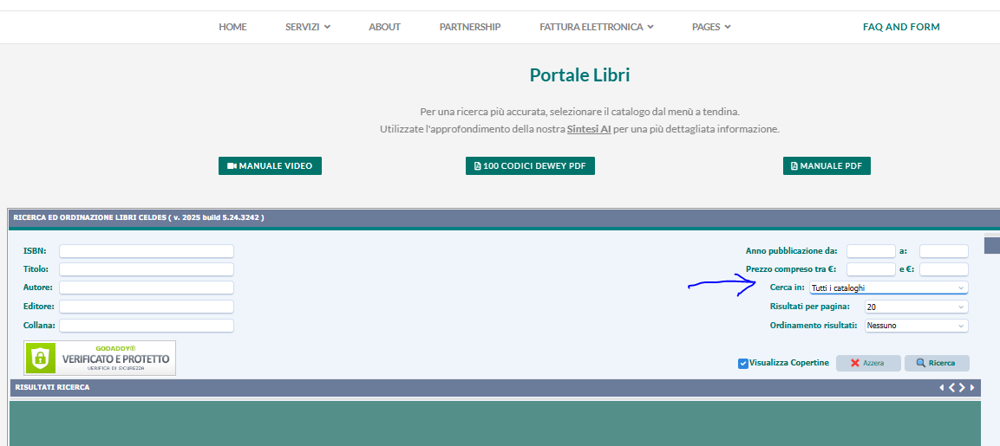 HOME SERVIZI ABOUT PARTNERSHIP FATTURA ELETTRONICA PAGES FAQ AND FORM
Portale Libri
Per una ricerca più accurata, selezionare il catalogo dal menù a tendina.
Utilizzate l'approfondimento della nostra Sintesi AI per una più dettagliata informazione.
MANUALE VIDEO 100 CODICI DEWEY PDF MANUALE PDF
RICERCA ED ORDINAZIONE LIBRI CELDES ( v. 2025 build 5.24.3242 )
ISBN: Anno pubblicazione da: a:
Titolo: Prezzo compreso tra €: e €:
Autore: Cerca in: Tutti i cataloghi
Editore: Risultati per pagina: 20
Collana: Ordinamento risultati: Nessuno
GODADDY®
VERIFICATO E PROTETTO
VERIFICA DI SICUREZZA
Visualizza Copertine Azzera Ricerca
RISULTATI RICERCA